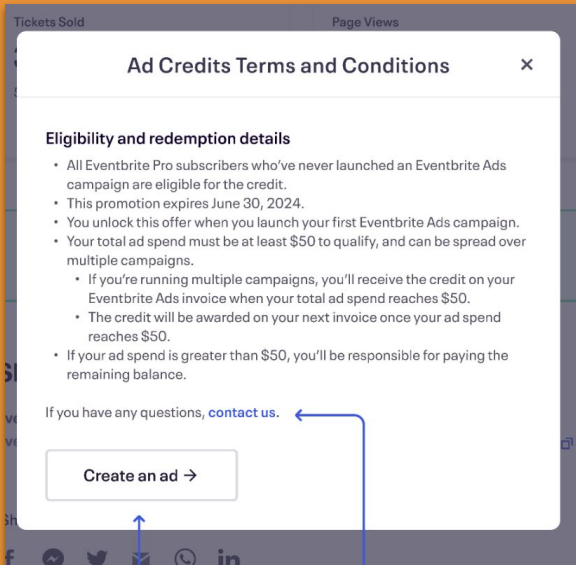 Tickets Sold
Page Views
Ad Credits Terms and Conditions
×
Eligibility and redemption details
• All Eventbrite Pro subscribers who’ve never launched an Eventbrite Ads
campaign are eligible for the credit.
• This promotion expires June 30, 2024.
• You unlock this offer when you launch your first Eventbrite Ads campaign.
• Your total ad spend must be at least $50 to qualify, and can be spread over
multiple campaigns.
• If you’re running multiple campaigns, you’ll receive the credit on your
Eventbrite Ads invoice when your total ad spend reaches $50.
• The credit will be awarded on your next invoice once your ad spend
reaches $50.
• If your ad spend is greater than $50, you’ll be responsible for paying the
remaining balance.
If you have any questions, contact us.
Create an ad →